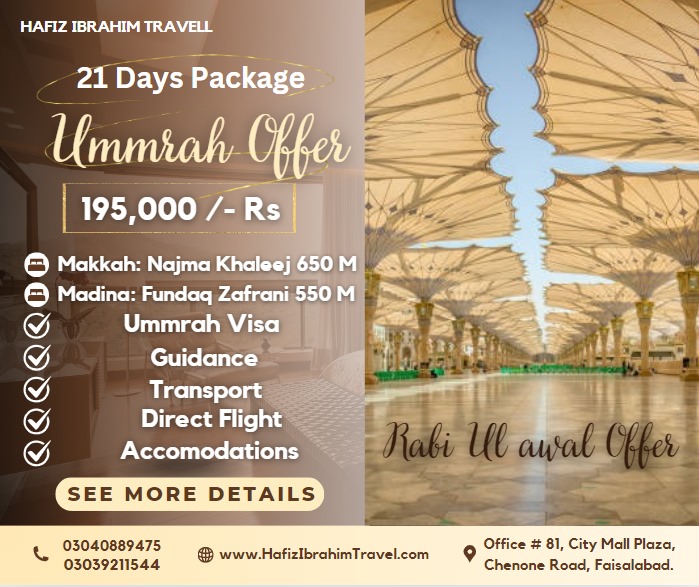 HAFIZ IBRAHIM TRAVELL
21 Days Package
Ummrah Offer
195,000 /- Rs
Makkah: Najma Khaleej 650 M
Madina: Fundaq Zafrani 550 M
Ummrah Visa
Guidance
Transport
Direct Flight
Accomodations
SEE MORE DETAILS
Rabi Ul awal Offer
03040889475
03039211544
www.HafizIbrahimTravel.com
Office # 81, City Mall Plaza,
Chenone Road, Faisalabad.